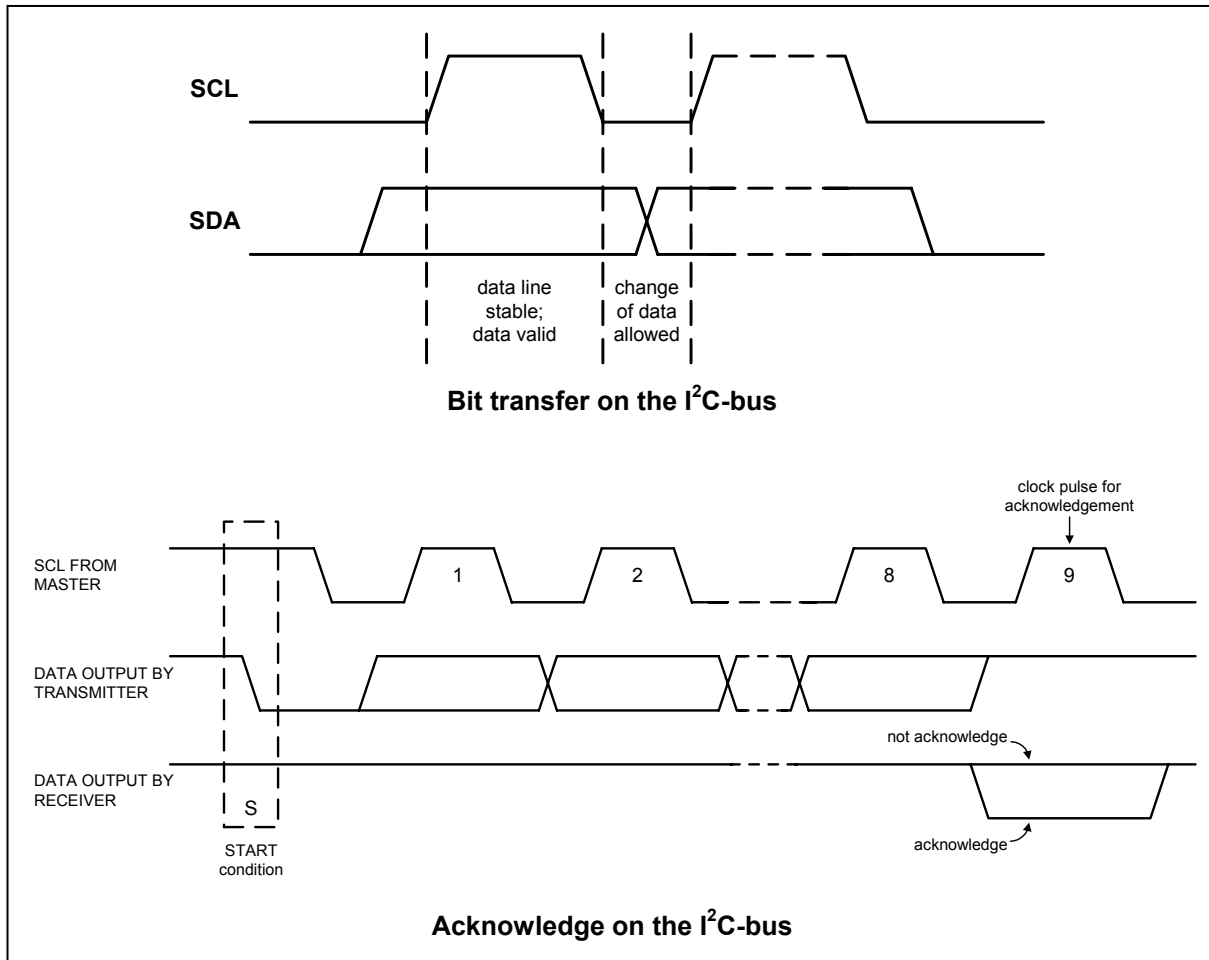 SCL
SDA
data line
stable;
data valid
change
of data
allowed
Bit transfer on the I²C-bus
clock pulse for
acknowledgement
SCL FROM
MASTER
1
2
8
9
DATA OUTPUT BY
TRANSMITTER
not acknowledge
DATA OUTPUT BY
RECEIVER
S
acknowledge
START
condition
Acknowledge on the I²C-bus